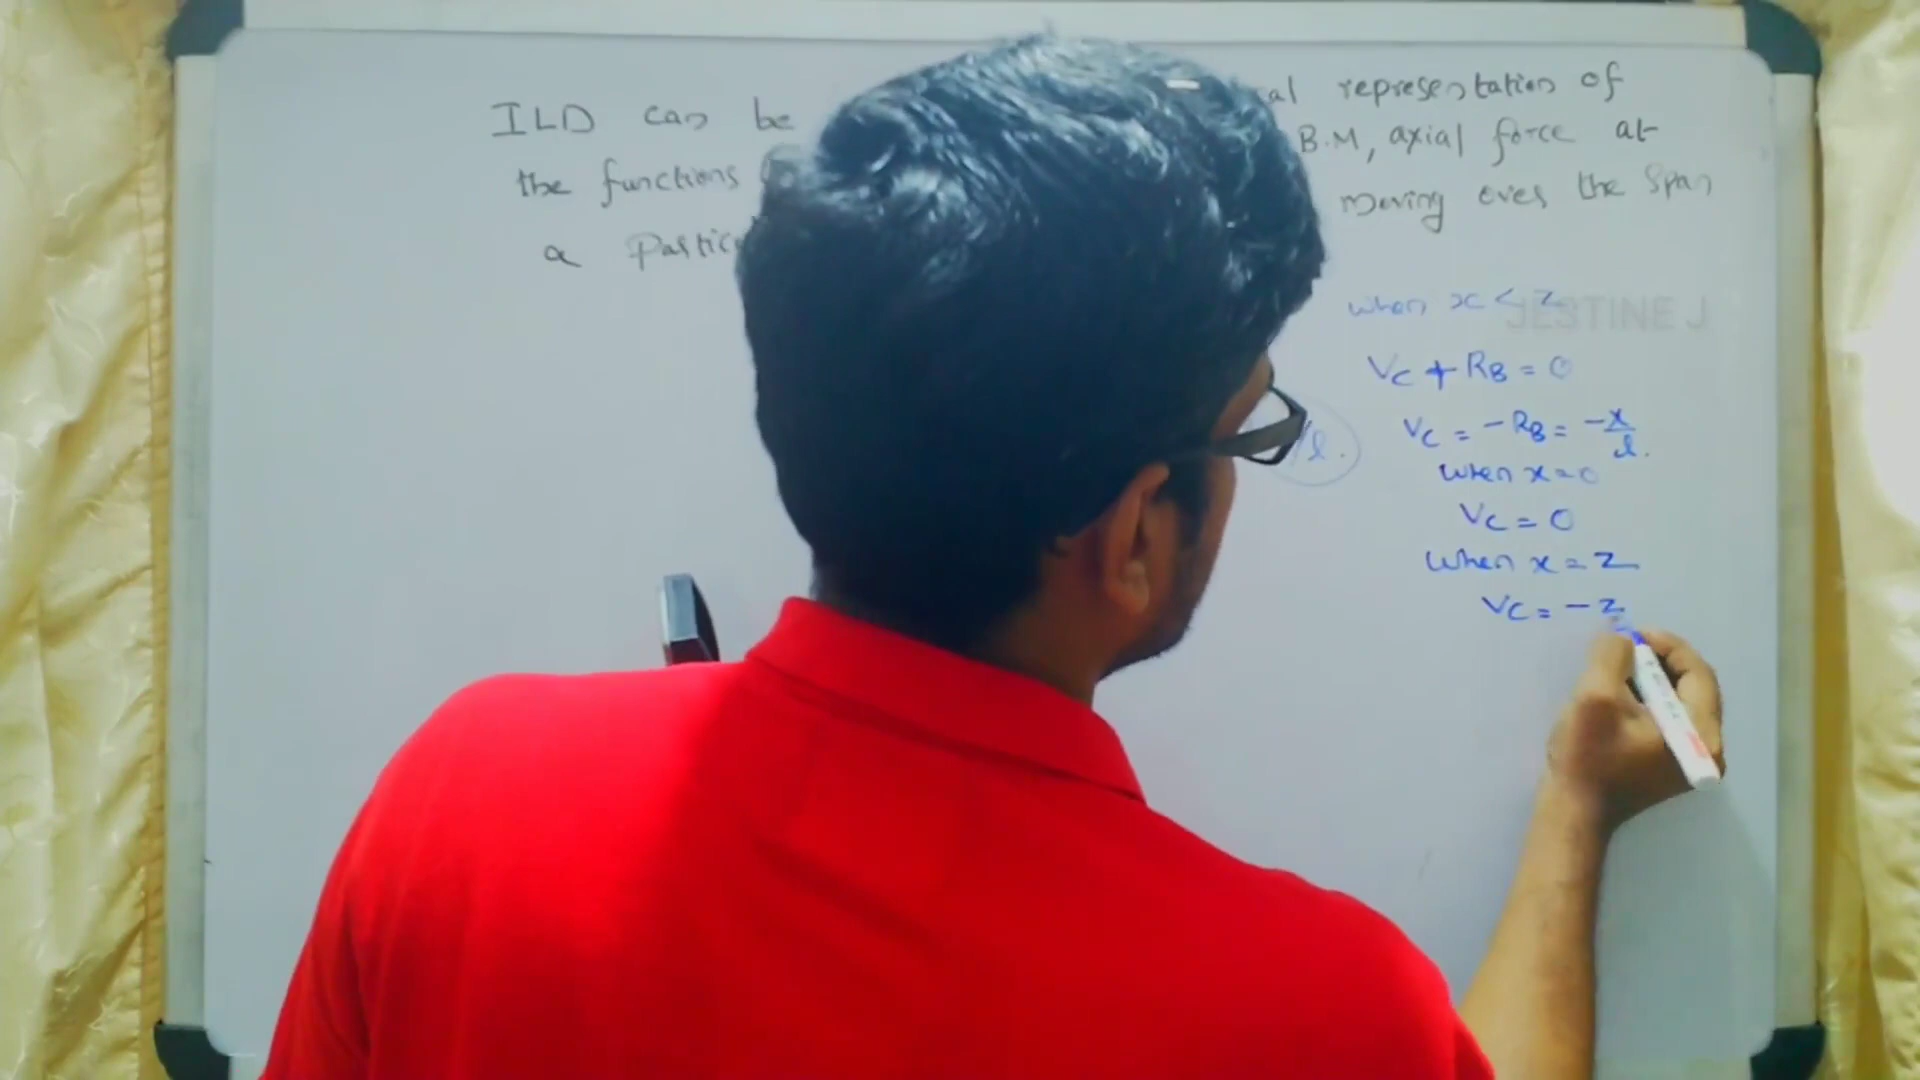 ILD can be al representation of
the functions B.M, axial force at
a Partic moving over the Span
when x < z
JESTINE J
Vc + RB = 0
Vc = - RB = - x/l.
/l.
when x = 0
Vc = 0
when x = z
Vc = - z